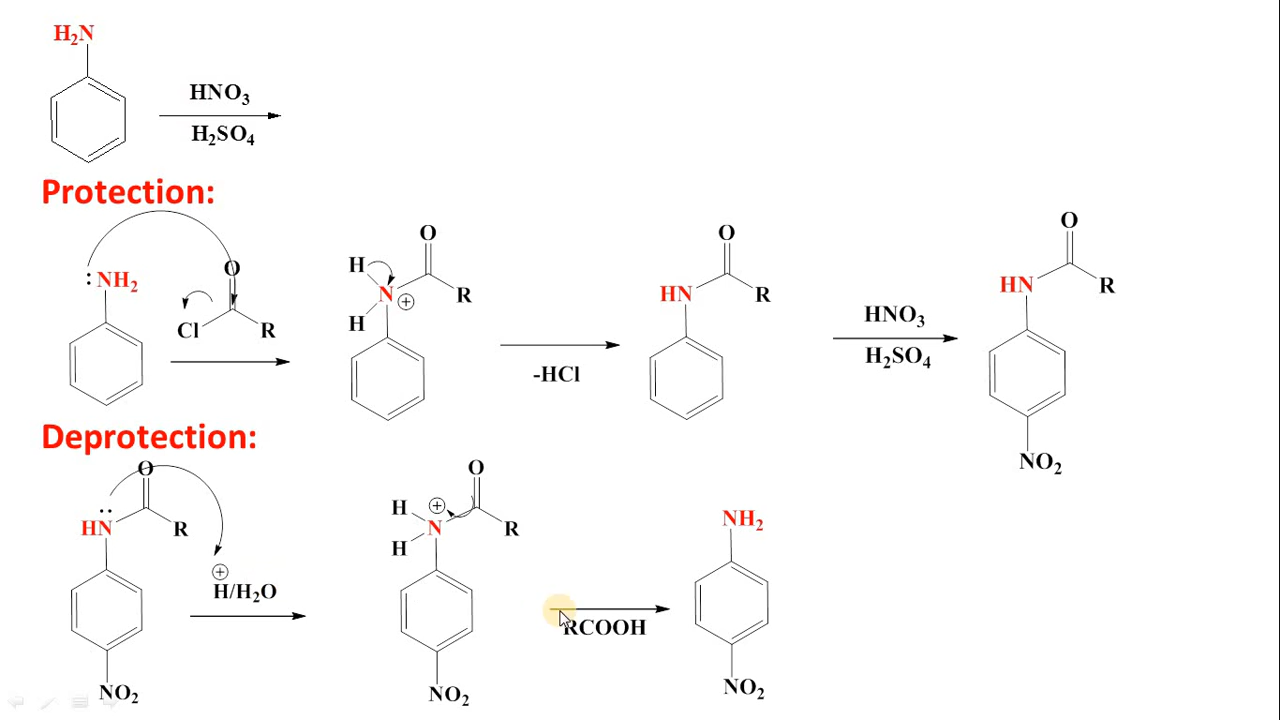 H₂N
HNO₃
H₂SO₄
Protection:
:NH₂
O
Cl
R
H
H
N
⊕
O
R
-HCl
HN
O
R
HNO₃
H₂SO₄
HN
O
R
NO₂
Deprotection:
HN
O
R
NO₂
⊕
H/H₂O
H
H
N
⊕
O
R
NO₂
RCOOH
NH₂
NO₂